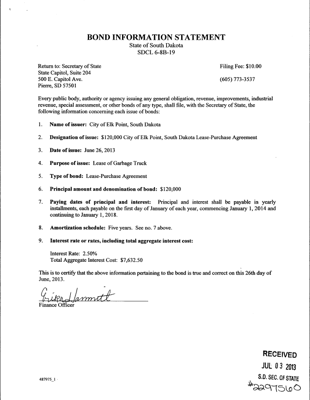 BOND INFORMATION STATEMENT
State of South Dakota
SDCL 6-8B-19
Return to: Secretary of State Filing Fee: $10.00
State Capitol, Suite 204
500 E. Capitol Ave. (605) 773-3537
Pierre, SD 57501
Every public body, authority or agency issuing any general obligation, revenue, improvements, industrial
revenue, special assessment, or other bonds of any type, shall file, with the Secretary of State, the
following information concerning each issue of bonds:
1. Name of issuer: City of Elk Point, South Dakota
2. Designation of issue: $120,000 City of Elk Point, South Dakota Lease-Purchase Agreement
3. Date of issue: June 26, 2013
4. Purpose of issue: Lease of Garbage Truck
5. Type of bond: Lease-Purchase Agreement
6. Principal amount and denomination of bond: $120,000
7. Paying dates of principal and interest: Principal and interest shall be payable in yearly
installments, each payable on the first day of January of each year, commencing January 1, 2014 and
continuing to January 1, 2018.
8. Amortization schedule: Five years. See no. 7 above.
9. Interest rate or rates, including total aggregate interest cost:
Interest Rate: 2.50%
Total Aggregate Interest Cost: $7,632.50
This is to certify that the above information pertaining to the bond is true and correct on this 26th day of
June, 2013.
Erika Hammitt
Finance Officer
RECEIVED
JUL 03 2013
S.D. SEC. OF STATE
#2297560